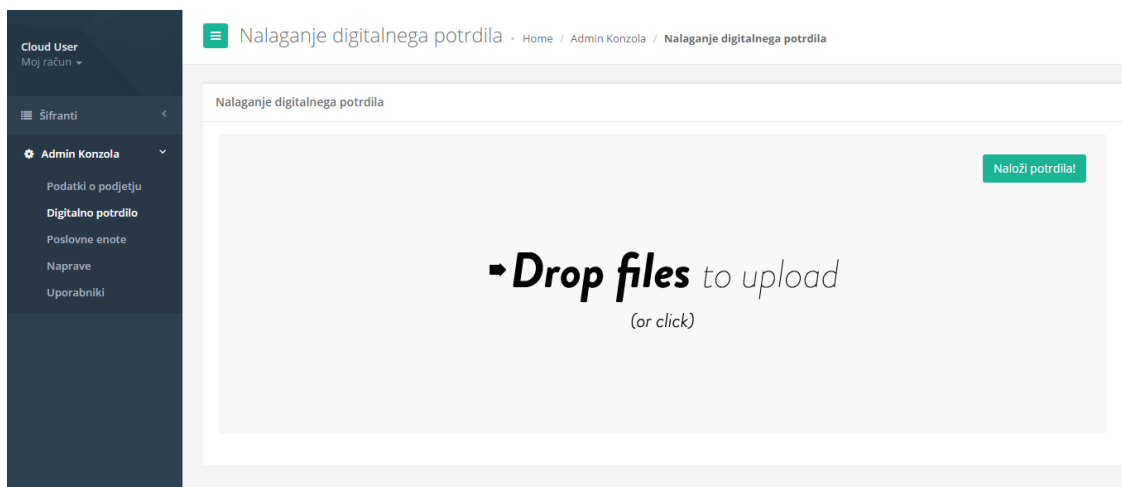 Cloud User
Moj račun
Šifranti
Admin Konzola
Podatki o podjetju
Digitalno potrdilo
Poslovne enote
Naprave
Uporabniki
Nalaganje digitalnega potrdila - Home / Admin Konzola / Nalaganje digitalnega potrdila
Nalaganje digitalnega potrdila
Naloži potrdila!
Drop files to upload
(or click)